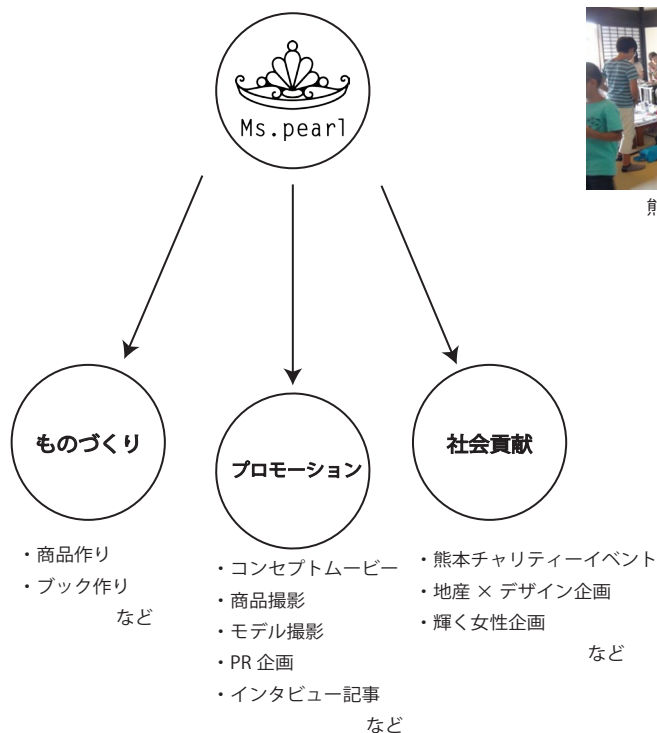 Ms.pearl
ものづくり
・商品作り
・ブック作り
など
プロモーション
・コンセプトムービー
・商品撮影
・モデル撮影
・PR 企画
・インタビュー記事
など
社会貢献
・熊本チャリティーイベント
・地産 × デザイン企画
・輝く女性企画
など